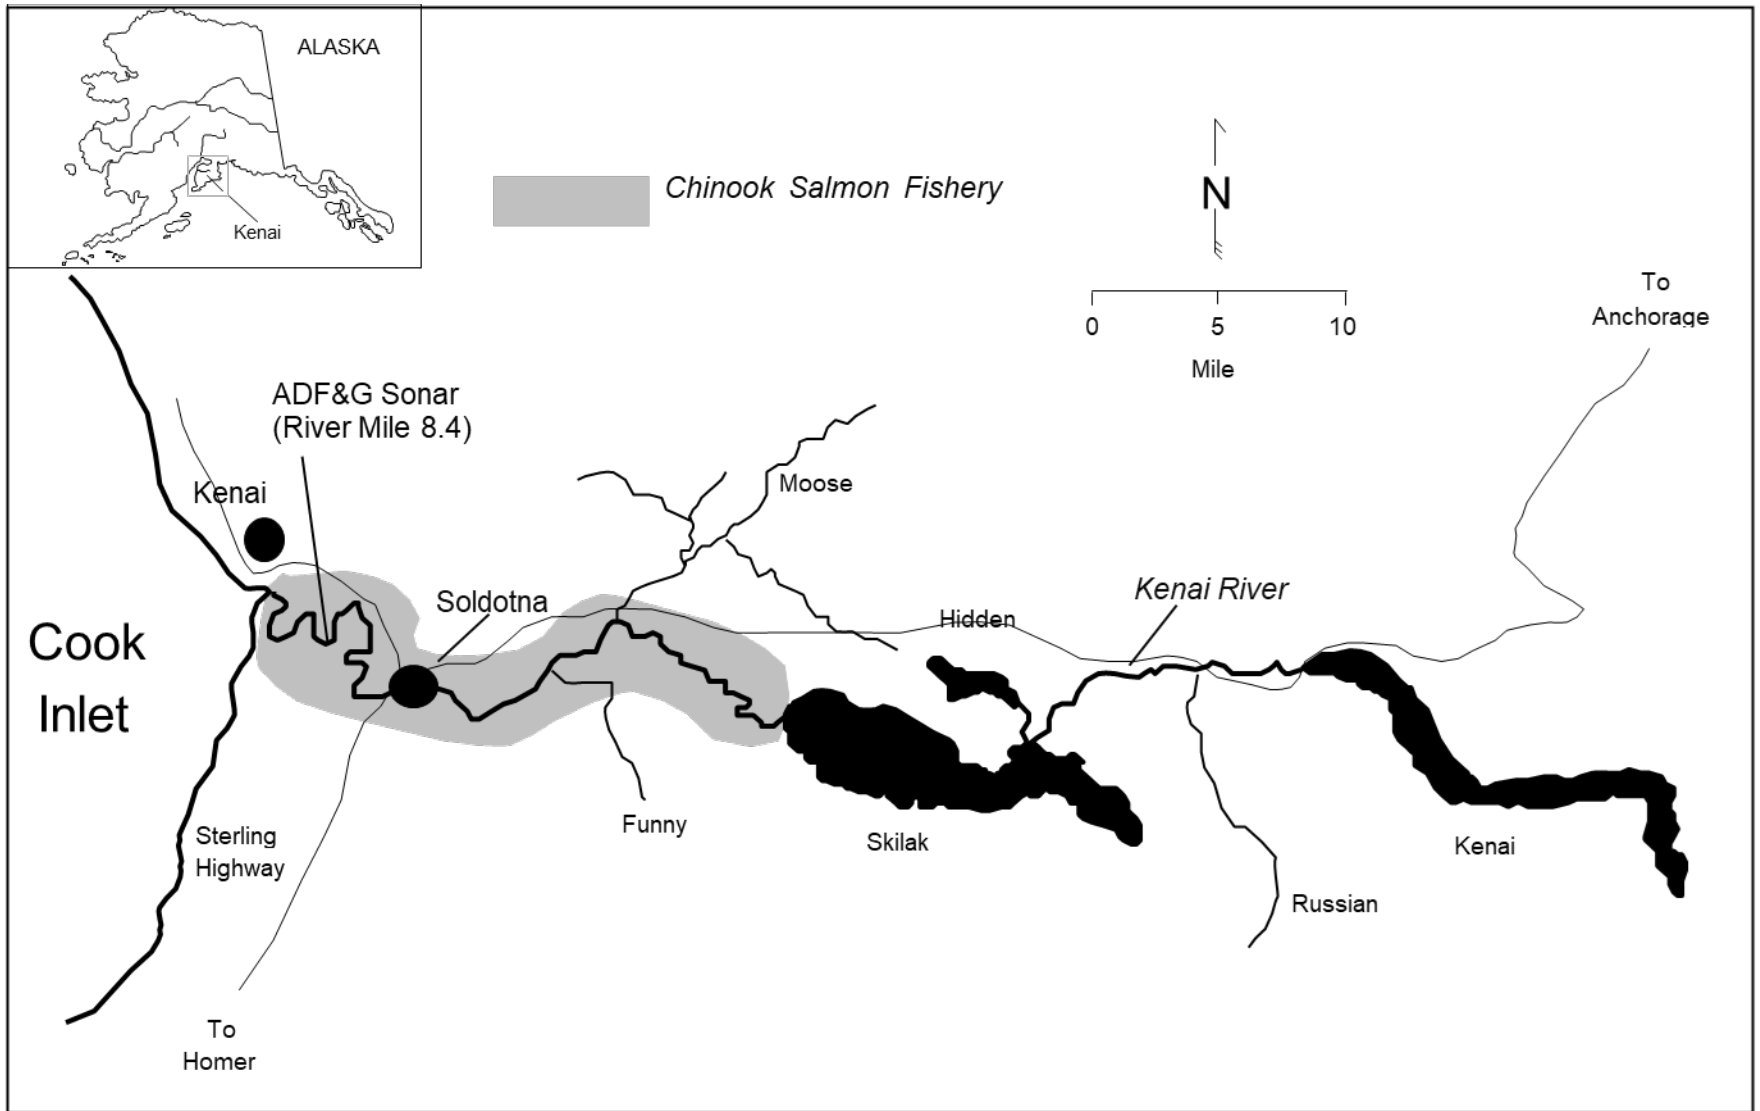 ALASKA
Kenai
Chinook Salmon Fishery
N
0 5 10
Mile
To
Anchorage
ADF&G Sonar
(River Mile 8.4)
Kenai
Moose
Soldotna
Hidden
Kenai River
Cook
Inlet
Sterling
Highway
Funny
Skilak
Kenai
Russian
To
Homer